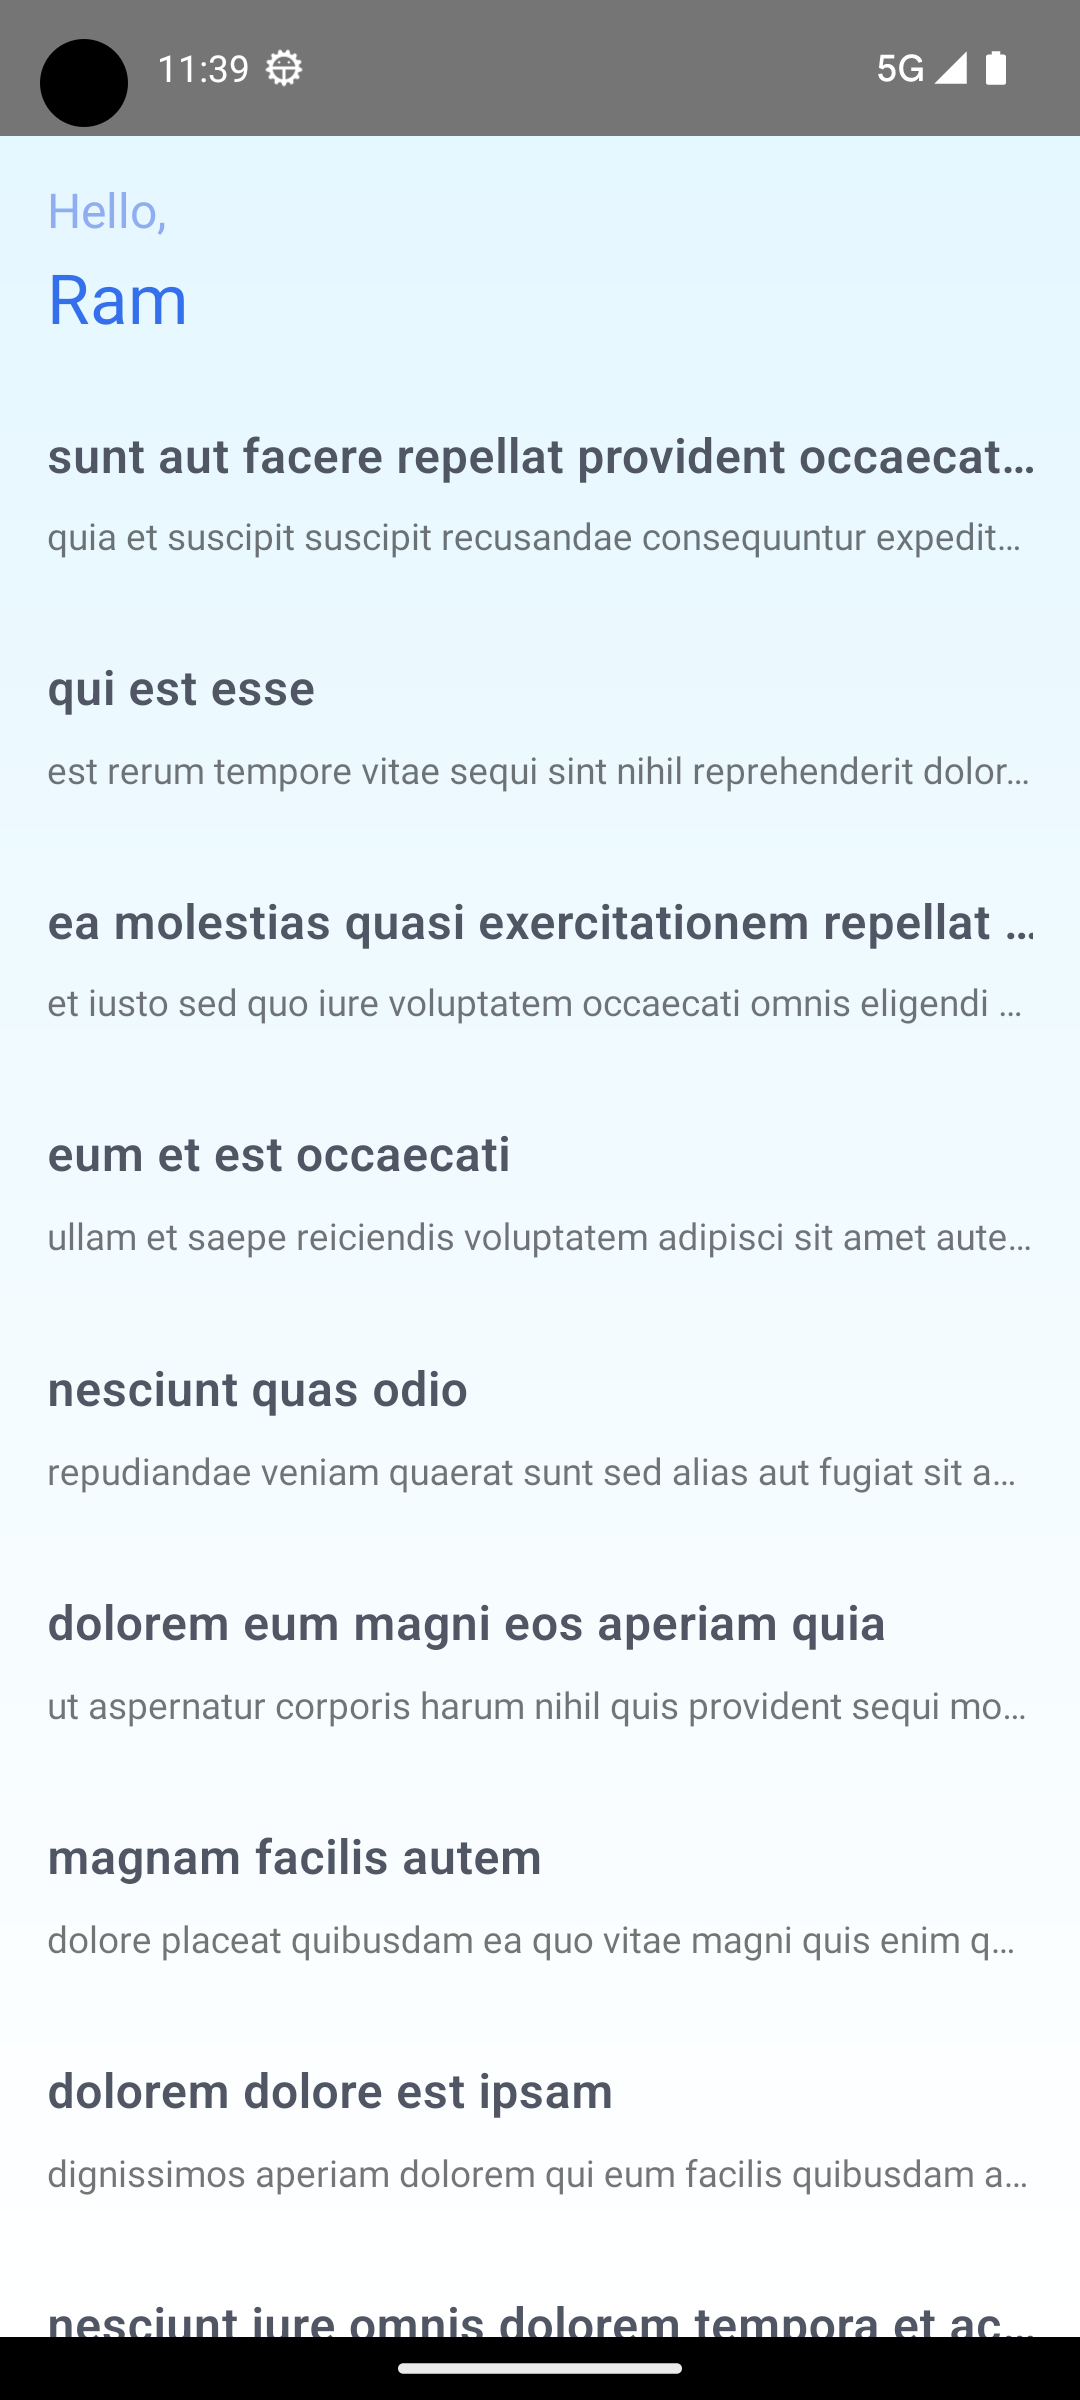 11:39 5G
Hello,
Ram
sunt aut facere repellat provident occaecat...
quia et suscipit suscipit recusandae consequuntur expedit...
qui est esse
est rerum tempore vitae sequi sint nihil reprehenderit dolor...
ea molestias quasi exercitationem repellat ...
et iusto sed quo iure voluptatem occaecati omnis eligendi ...
eum et est occaecati
ullam et saepe reiciendis voluptatem adipisci sit amet aute...
nesciunt quas odio
repudiandae veniam quaerat sunt sed alias aut fugiat sit a...
dolorem eum magni eos aperiam quia
ut aspernatur corporis harum nihil quis provident sequi mo...
magnam facilis autem
dolore placeat quibusdam ea quo vitae magni quis enim q...
dolorem dolore est ipsam
dignissimos aperiam dolorem qui eum facilis quibusdam a...
nesciunt iure omnis dolorem tempora et ac...